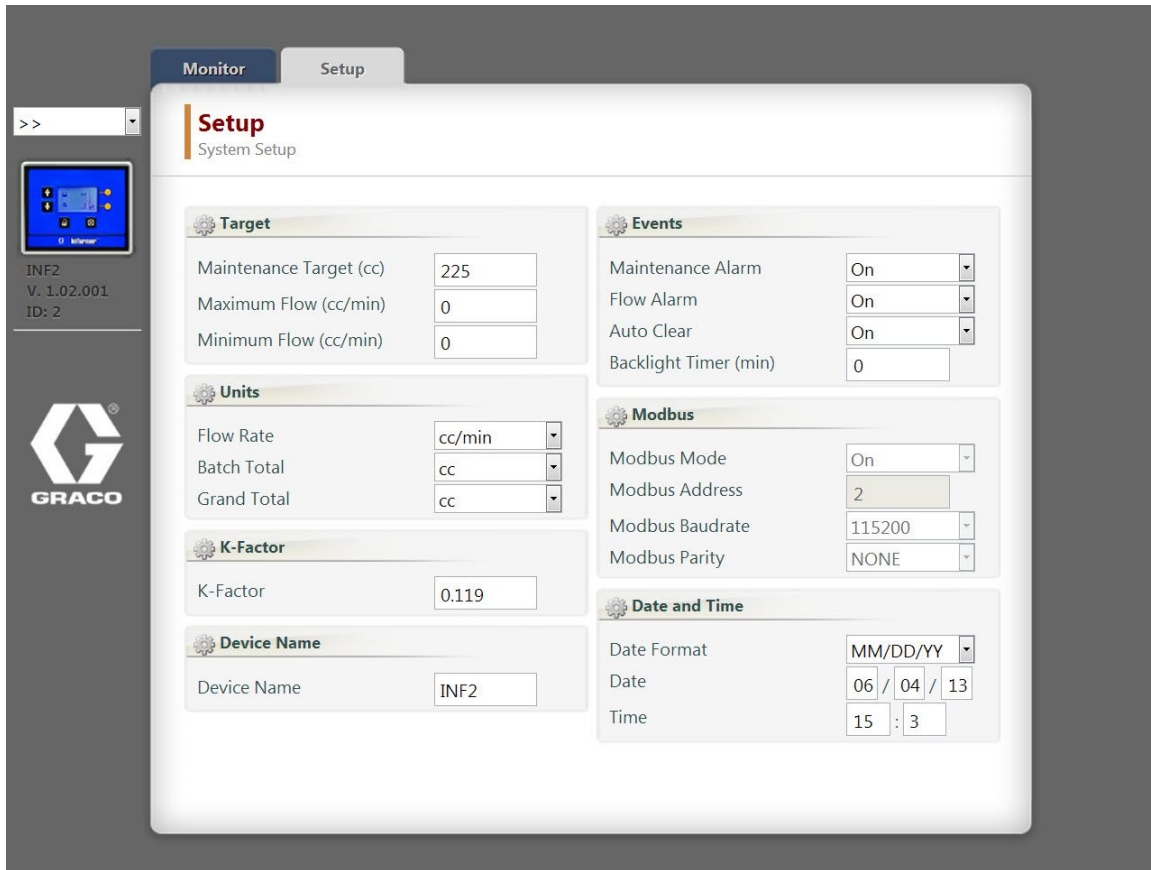 Monitor
Setup
>>
INF2
V. 1.02.001
ID: 2
®
GRACO
Setup
System Setup
Target
Maintenance Target (cc) 225
Maximum Flow (cc/min) 0
Minimum Flow (cc/min) 0
Units
Flow Rate cc/min
Batch Total cc
Grand Total cc
K-Factor
K-Factor 0.119
Device Name
Device Name INF2
Events
Maintenance Alarm On
Flow Alarm On
Auto Clear On
Backlight Timer (min) 0
Modbus
Modbus Mode On
Modbus Address 2
Modbus Baudrate 115200
Modbus Parity NONE
Date and Time
Date Format MM/DD/YY
Date 06 / 04 / 13
Time 15 : 3